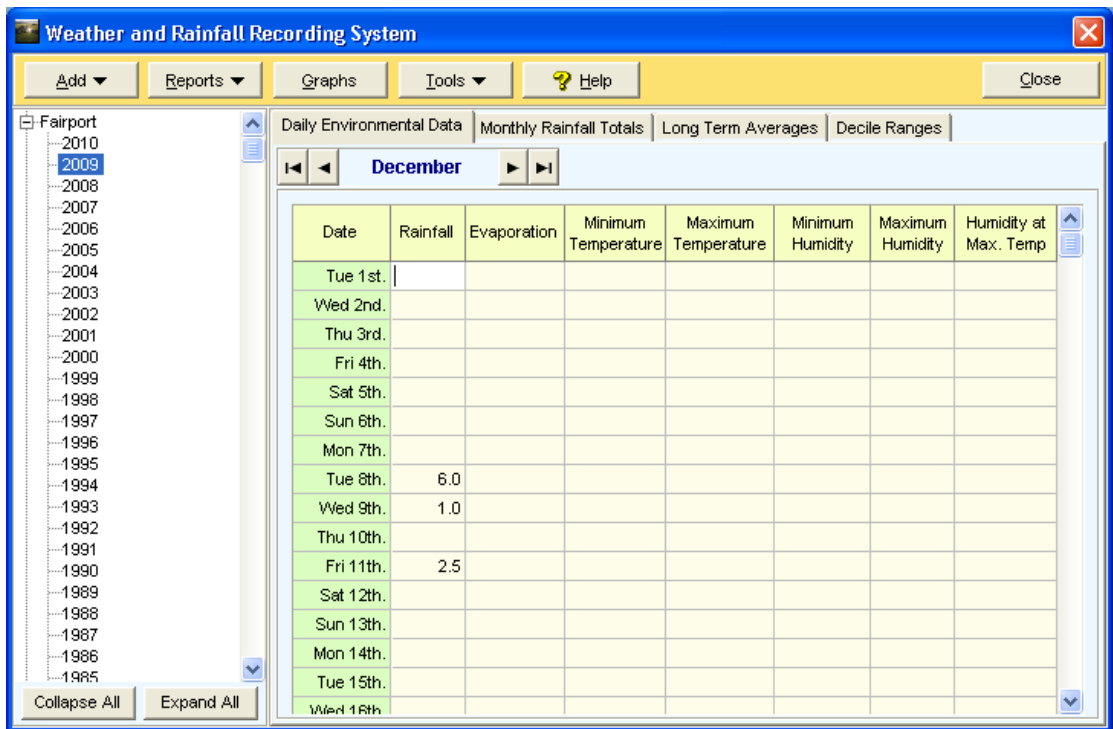 Weather and Rainfall Recording System
Add Reports Graphs Tools Help Close
Fairport
2010
2009
2008
2007
2006
2005
2004
2003
2002
2001
2000
1999
1998
1997
1996
1995
1994
1993
1992
1991
1990
1989
1988
1987
1986
1985
Collapse All Expand All
Daily Environmental Data Monthly Rainfall Totals Long Term Averages Decile Ranges
December
Date Rainfall Evaporation Minimum Temperature Maximum Temperature Minimum Humidity Maximum Humidity Humidity at Max. Temp
Tue 1st.
Wed 2nd.
Thu 3rd.
Fri 4th.
Sat 5th.
Sun 6th.
Mon 7th.
Tue 8th. 6.0
Wed 9th. 1.0
Thu 10th.
Fri 11th. 2.5
Sat 12th.
Sun 13th.
Mon 14th.
Tue 15th.
Wed 16th.